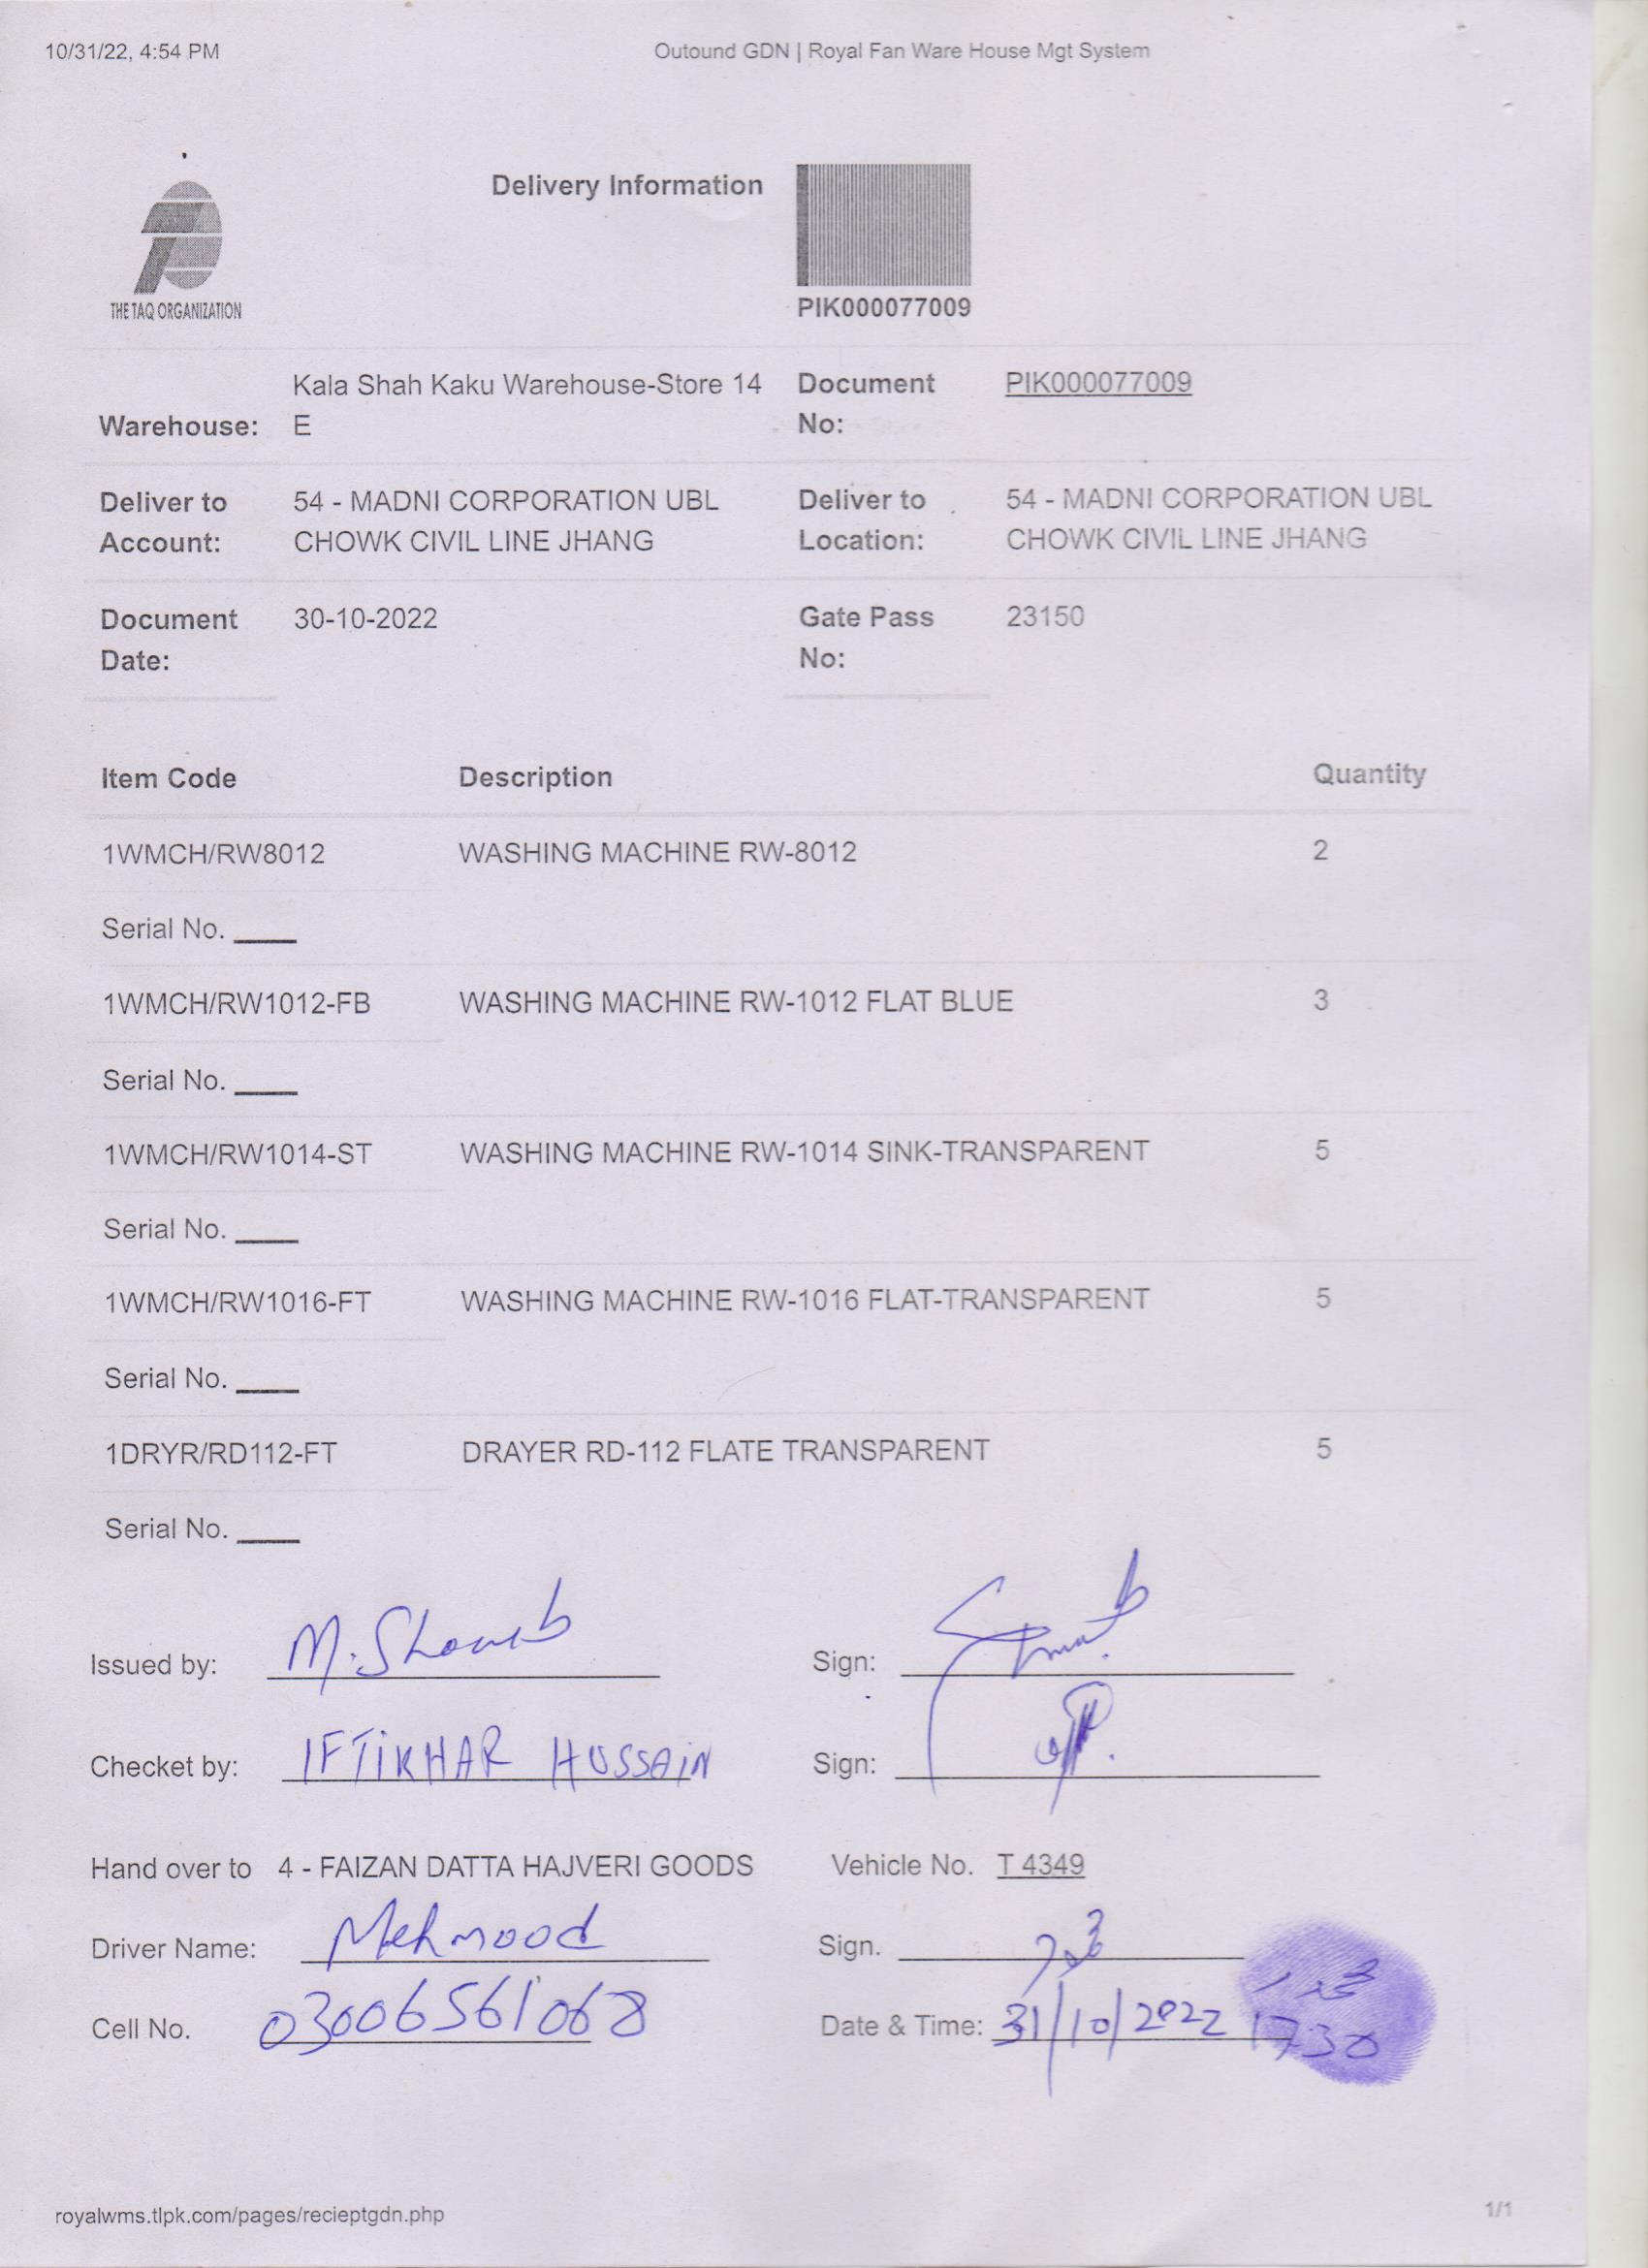 10/31/22, 4:54 PM
Outound GDN | Royal Fan Ware House Mgt System
THE TAQ ORGANIZATION
Delivery Information
PIK000077009
Warehouse: Kala Shah Kaku Warehouse-Store 14 E
Document No: PIK000077009
Deliver to Account: 54 - MADNI CORPORATION UBL CHOWK CIVIL LINE JHANG
Deliver to Location: 54 - MADNI CORPORATION UBL CHOWK CIVIL LINE JHANG
Document Date: 30-10-2022
Gate Pass No: 23150
Item Code Description Quantity
1WMCH/RW8012 WASHING MACHINE RW-8012 2
Serial No. ____
1WMCH/RW1012-FB WASHING MACHINE RW-1012 FLAT BLUE 3
Serial No. ____
1WMCH/RW1014-ST WASHING MACHINE RW-1014 SINK-TRANSPARENT 5
Serial No. ____
1WMCH/RW1016-FT WASHING MACHINE RW-1016 FLAT-TRANSPARENT 5
Serial No. ____
1DRYR/RD112-FT DRAYER RD-112 FLATE TRANSPARENT 5
Serial No. ____
Issued by: M. Shoaib Sign:
Checket by: IFTIKHAR HUSSAIN Sign:
Hand over to 4 - FAIZAN DATTA HAJVERI GOODS Vehicle No. T 4349
Driver Name: Mehmood Sign.
Cell No. 03006561068 Date & Time: 31/10/2022 1730
royalwms.tlpk.com/pages/recieptgdn.php
1/1